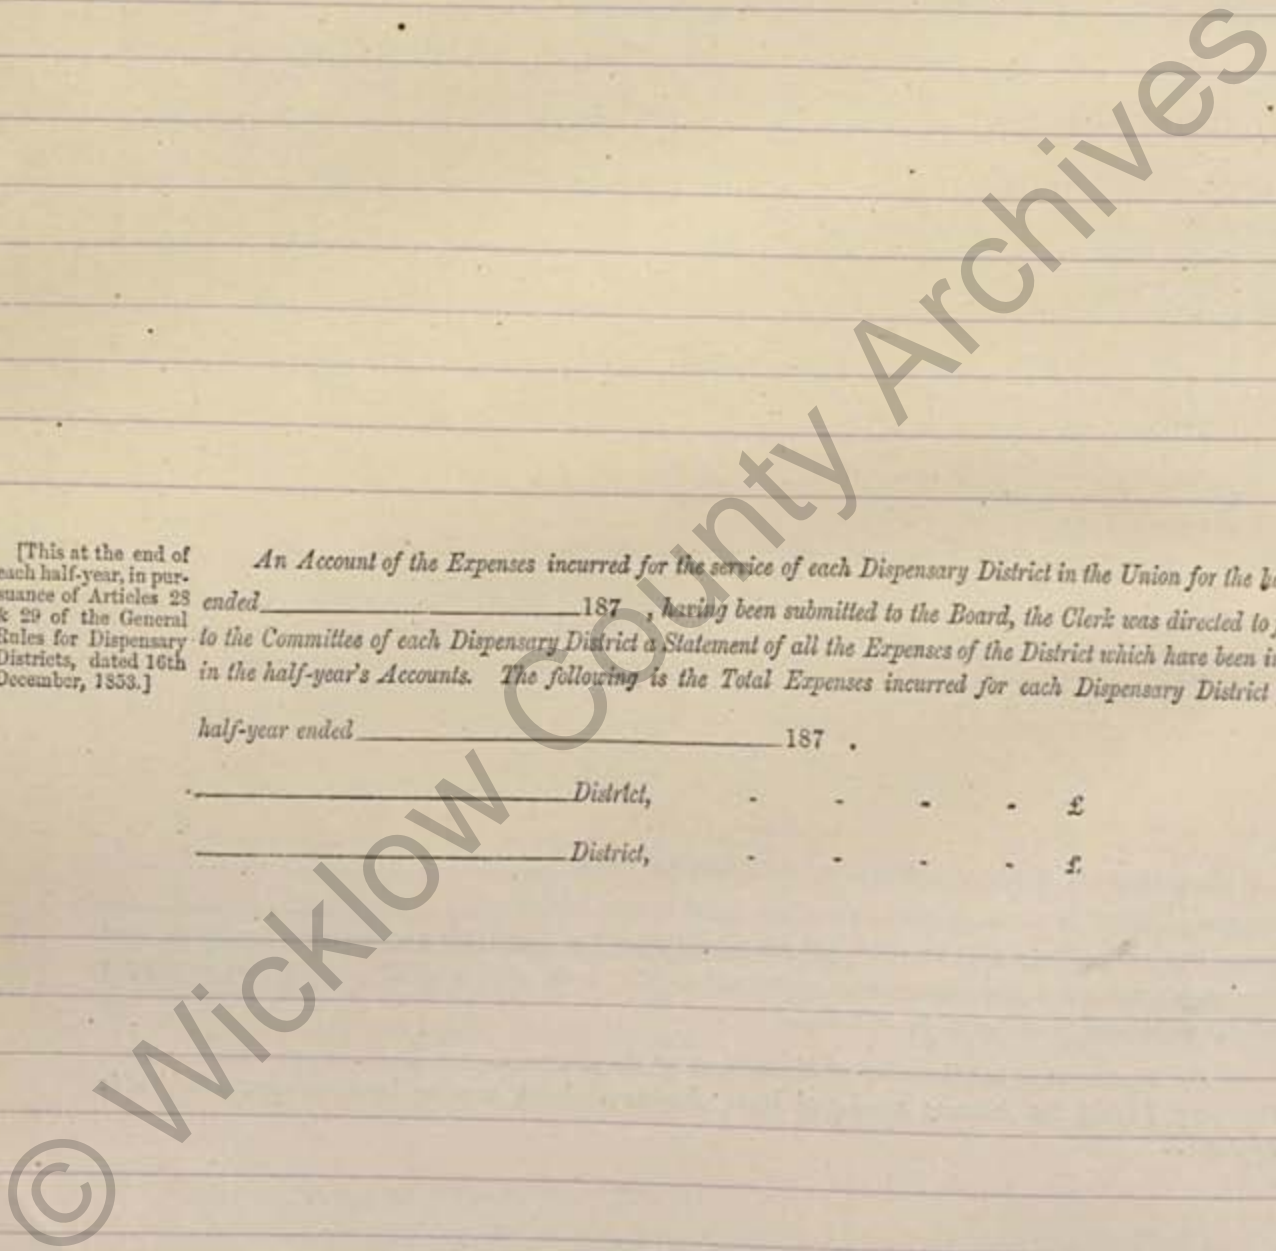 [This at the end of
each half-year, in pur-
suance of Articles 28
& 29 of the General
Rules for Dispensary
Districts, dated 16th
December, 1853.]
An Account of the Expenses incurred for the service of each Dispensary District in the Union for the
ended 187 , having been submitted to the Board, the Clerk was directed to
to the Committee of each Dispensary District a Statement of all the Expenses of the District which have been
in the half-year's Accounts. The following is the Total Expenses incurred for each Dispensary District
half-year ended 187 .
District, - - - - £
District, - - - - £
© Wicklow County Archives